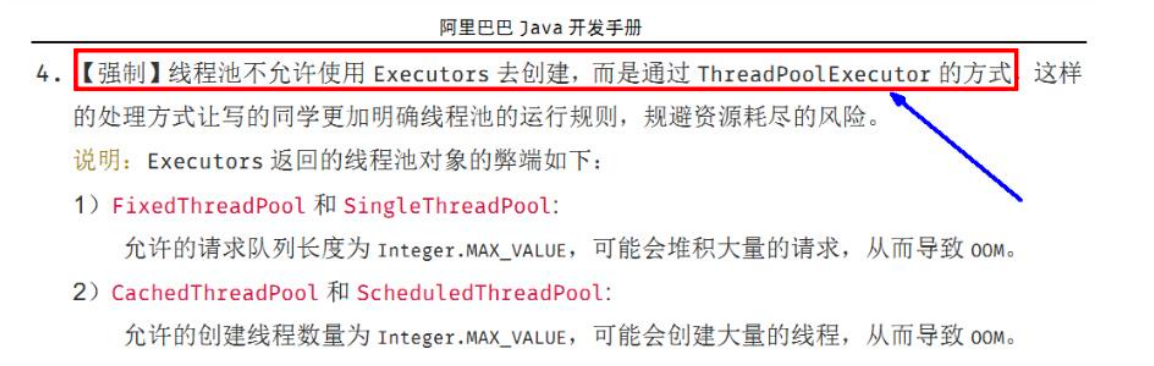 阿里巴巴 Java 开发手册
4. 【强制】线程池不允许使用 Executors 去创建，而是通过 ThreadPoolExecutor 的方式，这样
的处理方式让写的同学更加明确线程池的运行规则，规避资源耗尽的风险。
说明：Executors 返回的线程池对象的弊端如下：
1）FixedThreadPool 和 SingleThreadPool:
允许的请求队列长度为 Integer.MAX_VALUE，可能会堆积大量的请求，从而导致 OOM。
2）CachedThreadPool 和 ScheduledThreadPool:
允许的创建线程数量为 Integer.MAX_VALUE，可能会创建大量的线程，从而导致 OOM。